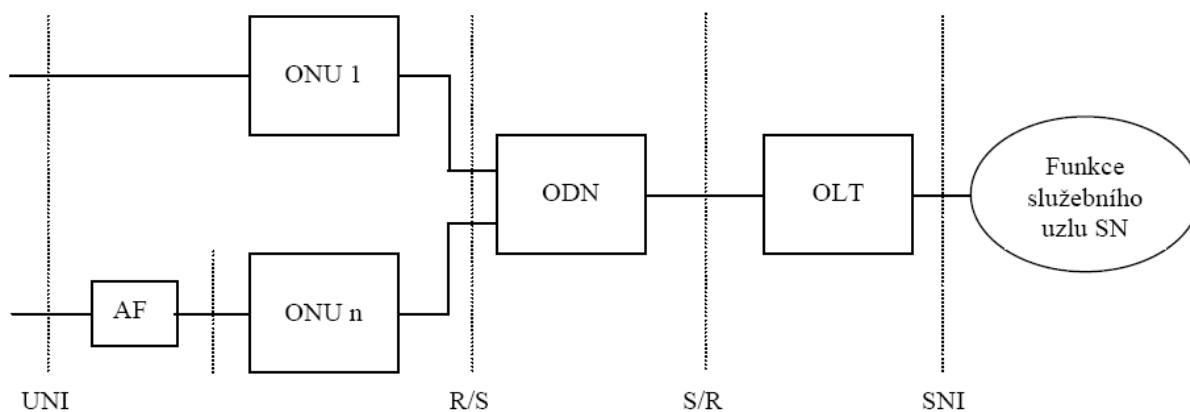 ONU 1
ODN
OLT
Funkce
služebního
uzlu SN
AF
ONU n
UNI
R/S
S/R
SNI